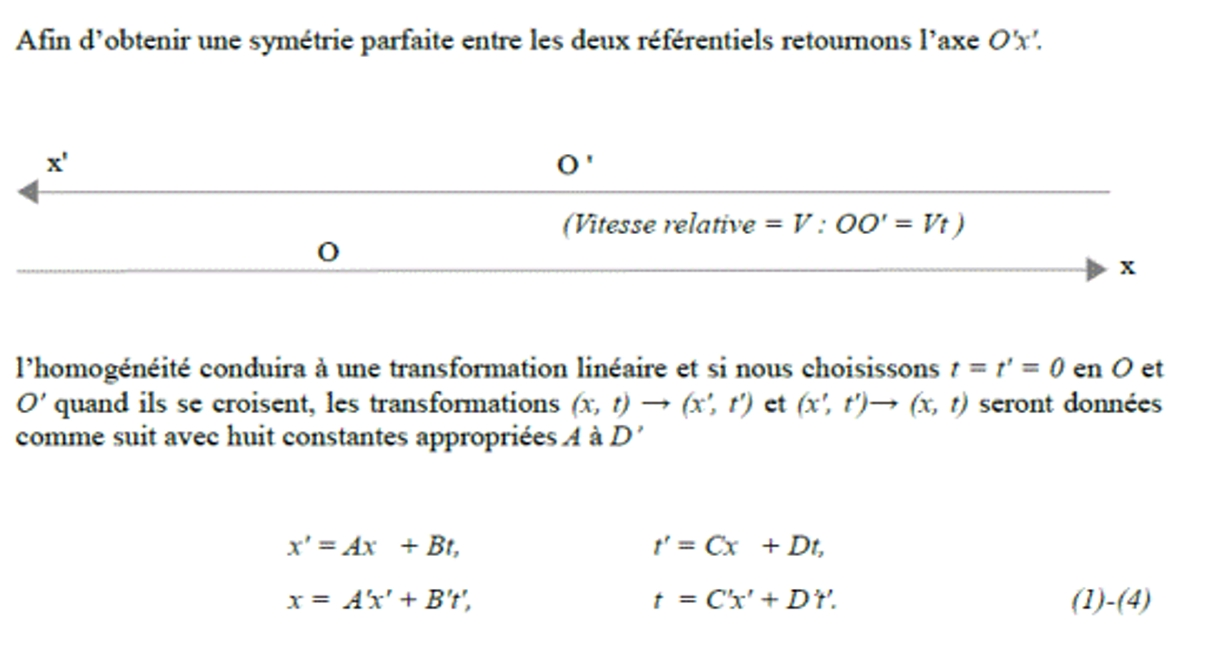 Afin d’obtenir une symétrie parfaite entre les deux référentiels retournons l’axe O'x'.
x'
O '
(Vitesse relative = V : OO' = Vt )
O
x
l’homogénéité conduira à une transformation linéaire et si nous choisissons t = t' = 0 en O et
O' quand ils se croisent, les transformations (x, t) → (x', t') et (x', t')→ (x, t) seront données
comme suit avec huit constantes appropriées A à D'
x' = Ax + Bt, t' = Cx + Dt,
x = A'x' + B't', t = C'x' + D't'. (1)-(4)